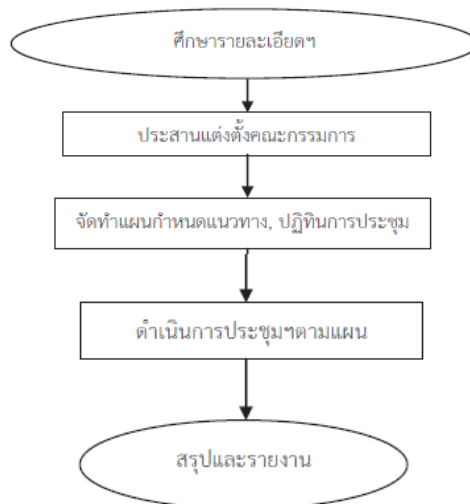 ศึกษารายละเอียดฯ
ประสานแต่งตั้งคณะกรรมการ
จัดทำแผนกำหนดแนวทาง, ปฏิทินการประชุม
ดำเนินการประชุมฯตามแผน
สรุปและรายงาน